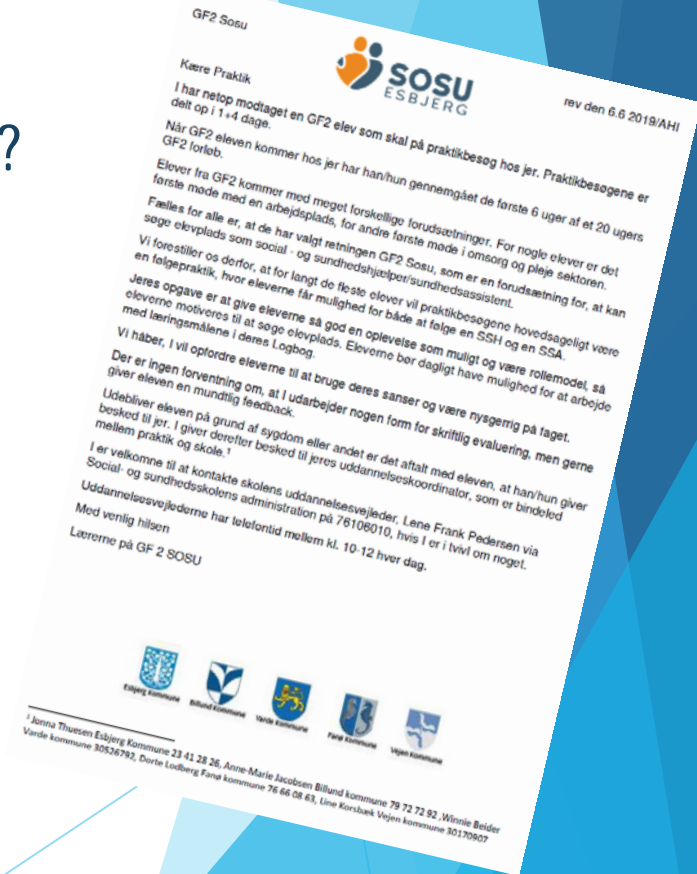 ?
GF2 Sosu
SOSU
ESBJERG
rev den 6.6 2019/AHI
Kære Praktik
I har netop modtaget en GF2 elev som skal på praktikbesøg hos jer. Praktikbesøgene er
delt op i 1+4 dage.
Når GF2 eleven kommer hos jer har han/hun gennemgået de første 6 uger af et 20 ugers
GF2 forløb.
Elever fra GF2 kommer med meget forskellige forudsætninger. For nogle elever er det
første møde med en arbejdsplads, for andre første møde i omsorg og pleje sektoren.
Fælles for alle er, at de har valgt retningen GF2 Sosu, som er en forudsætning for, at kan
søge elevplads som social - og sundhedshjælper/sundhedsassistent.
Vi forestiller os derfor, at for langt de fleste elever vil praktikbesøgene hovedsageligt være
en følgepraktik, hvor eleverne får mulighed for både at følge en SSH og en SSA.
Jeres opgave er at give eleverne så god en oplevelse som muligt og være rollemodel, så
eleverne motiveres til at søge elevplads. Eleverne bør dagligt have mulighed for at arbejde
med læringsmålene i deres Logbog.
Vi håber, I vil opfordre eleverne til at bruge deres sanser og være nysgerrig på faget.
Der er ingen forventning om, at I udarbejder nogen form for skriftlig evaluering, men gerne
giver eleven en mundtlig feedback.
Udebliver eleven på grund af sygdom eller andet er det aftalt med eleven, at han/hun giver
besked til jer. I giver derefter besked til jeres uddannelseskoordinator, som er bindeled
mellem praktik og skole.¹
I er velkomne til at kontakte skolens uddannelsesvejleder, Lene Frank Pedersen via
Social- og sundhedsskolens administration på 76106010, hvis I er i tvivl om noget.
Uddannelsesvejlederne har telefontid mellem kl. 10-12 hver dag.
Med venlig hilsen
Lærerne på GF 2 SOSU
Esbjerg Kommune
Billund Kommune
Varde Kommune
Fanø Kommune
Vejen Kommune
¹ Jonna Thuesen Esbjerg Kommune 23 41 28 26, Anne-Marie Jacobsen Billund kommune 79 72 72 92 ,Winnie Beider
Varde kommune 30526792, Dorte Lodberg Fanø kommune 76 66 08 63, Line Korsbæk Vejen kommune 30170907